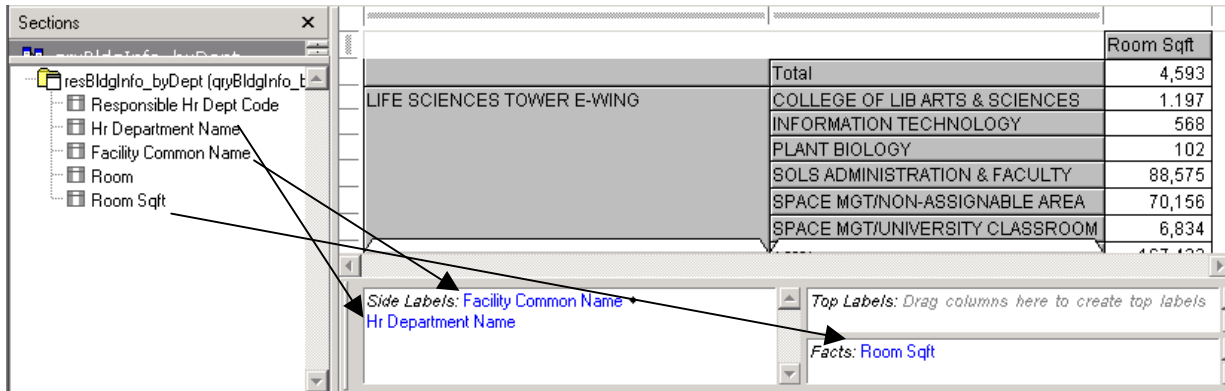 Sections ×
resBldgInfo_byDept (qryBldgInfo_b
Responsible Hr Dept Code
Hr Department Name
Facility Common Name
Room
Room Sqft
Room Sqft
Total 4,593
LIFE SCIENCES TOWER E-WING COLLEGE OF LIB ARTS & SCIENCES 1.197
INFORMATION TECHNOLOGY 568
PLANT BIOLOGY 102
SOLS ADMINISTRATION & FACULTY 88,575
SPACE MGT/NON-ASSIGNABLE AREA 70,156
SPACE MGT/UNIVERSITY CLASSROOM 6,834
Side Labels: Facility Common Name
Hr Department Name
Top Labels: Drag columns here to create top labels
Facts: Room Sqft